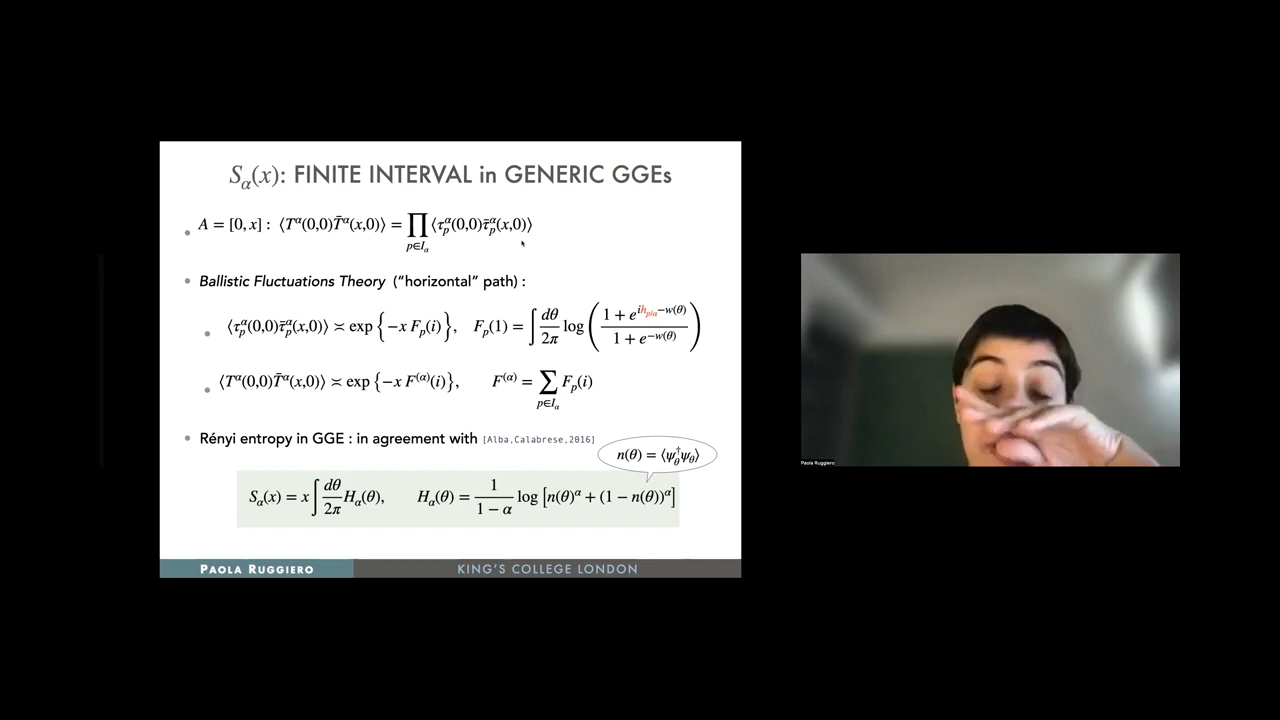 S_α(x): FINITE INTERVAL in GENERIC GGEs
• A = [0, x] : ⟨T^α(0,0)T̄^α(x,0)⟩ = ∏_{p∈I_α} ⟨τ_p^α(0,0)τ̄_p^α(x,0)⟩
• Ballistic Fluctuations Theory ("horizontal" path) :
• ⟨τ_p^α(0,0)τ̄_p^α(x,0)⟩ ≍ exp {−x F_p(i)}, F_p(1) = ∫ dθ/2π log ( (1 + e^{ih_{p/α}−w(θ)}) / (1 + e^{−w(θ)}) )
• ⟨T^α(0,0)T̄^α(x,0)⟩ ≍ exp {−x F^{(α)}(i)}, F^{(α)} = ∑_{p∈I_α} F_p(i)
• Rényi entropy in GGE : in agreement with [Alba,Calabrese,2016]
n(θ) = ⟨ψ_θ^†ψ_θ⟩
S_α(x) = x ∫ dθ/2π H_α(θ), H_α(θ) = 1/(1 − α) log [n(θ)^α + (1 − n(θ))^α]
PAOLA RUGGIERO KING'S COLLEGE LONDON
Paola Ruggiero